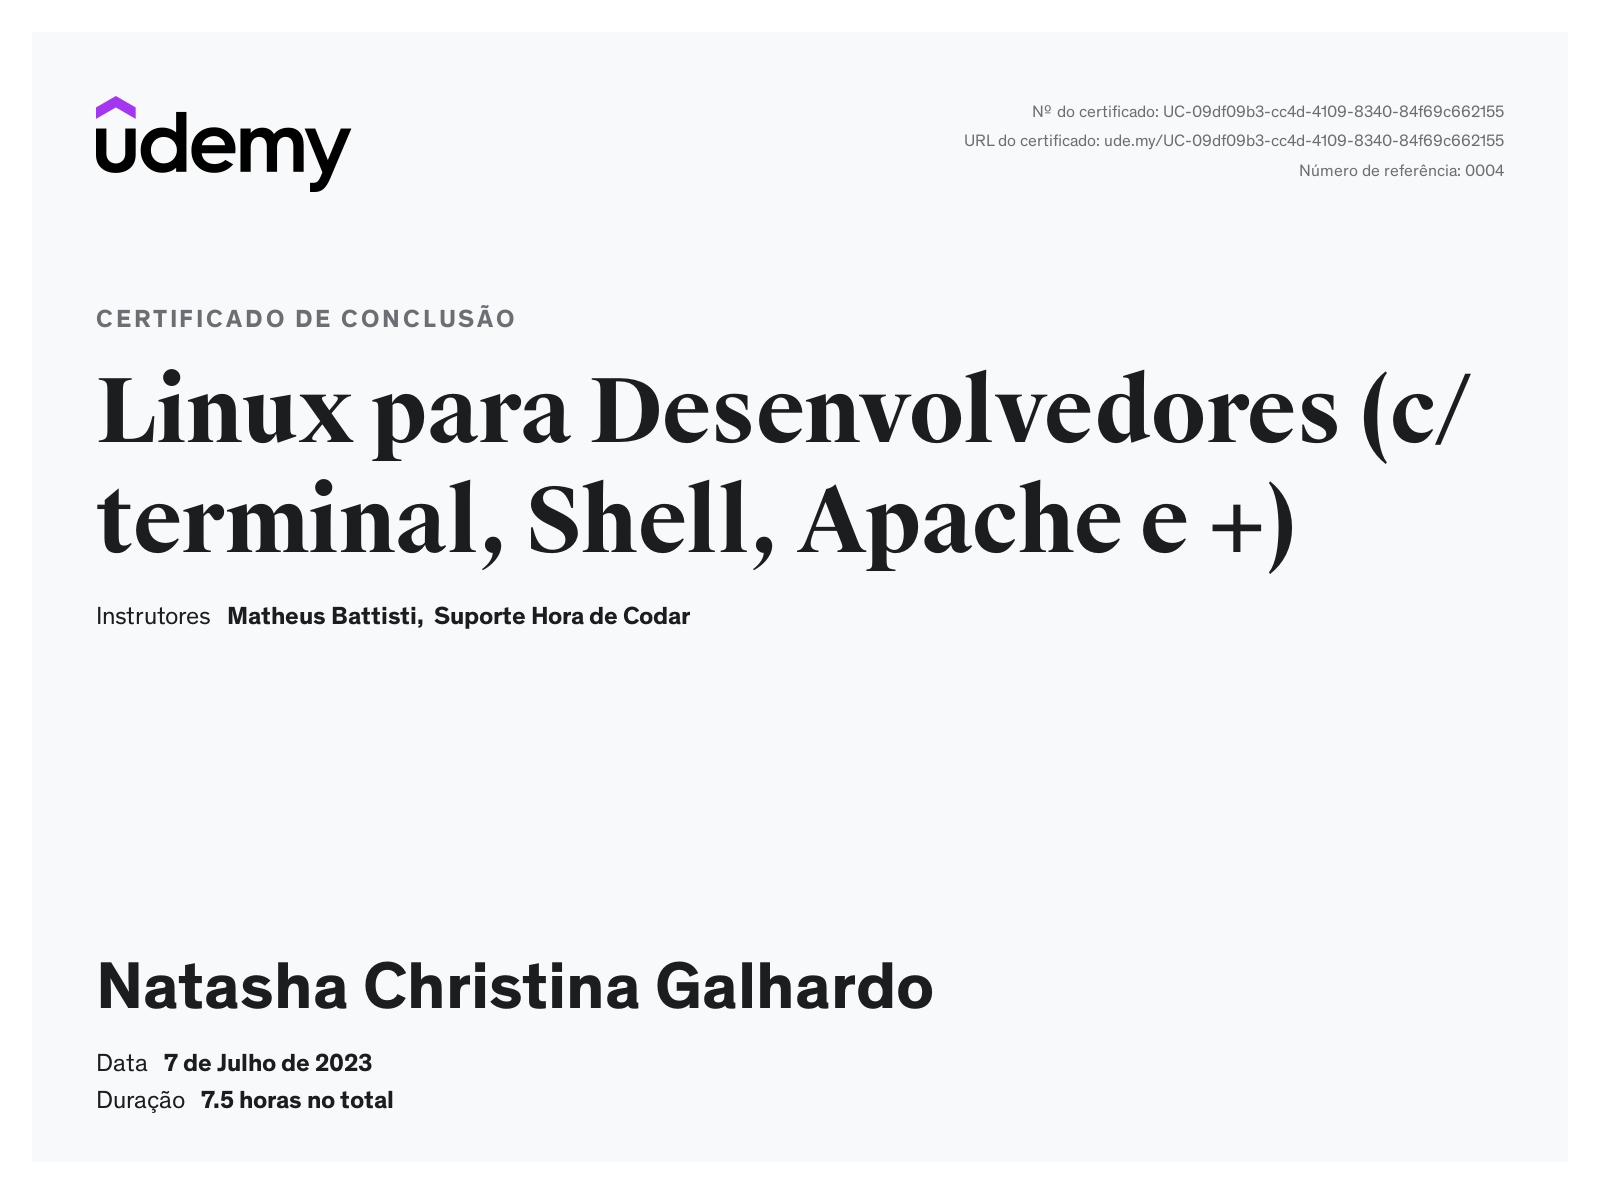 udemy
Nº do certificado: UC-09df09b3-cc4d-4109-8340-84f69c662155
URL do certificado: ude.my/UC-09df09b3-cc4d-4109-8340-84f69c662155
Número de referência: 0004
CERTIFICADO DE CONCLUSÃO
Linux para Desenvolvedores (c/
terminal, Shell, Apache e +)
Instrutores Matheus Battisti, Suporte Hora de Codar
Natasha Christina Galhardo
Data 7 de Julho de 2023
Duração 7.5 horas no total